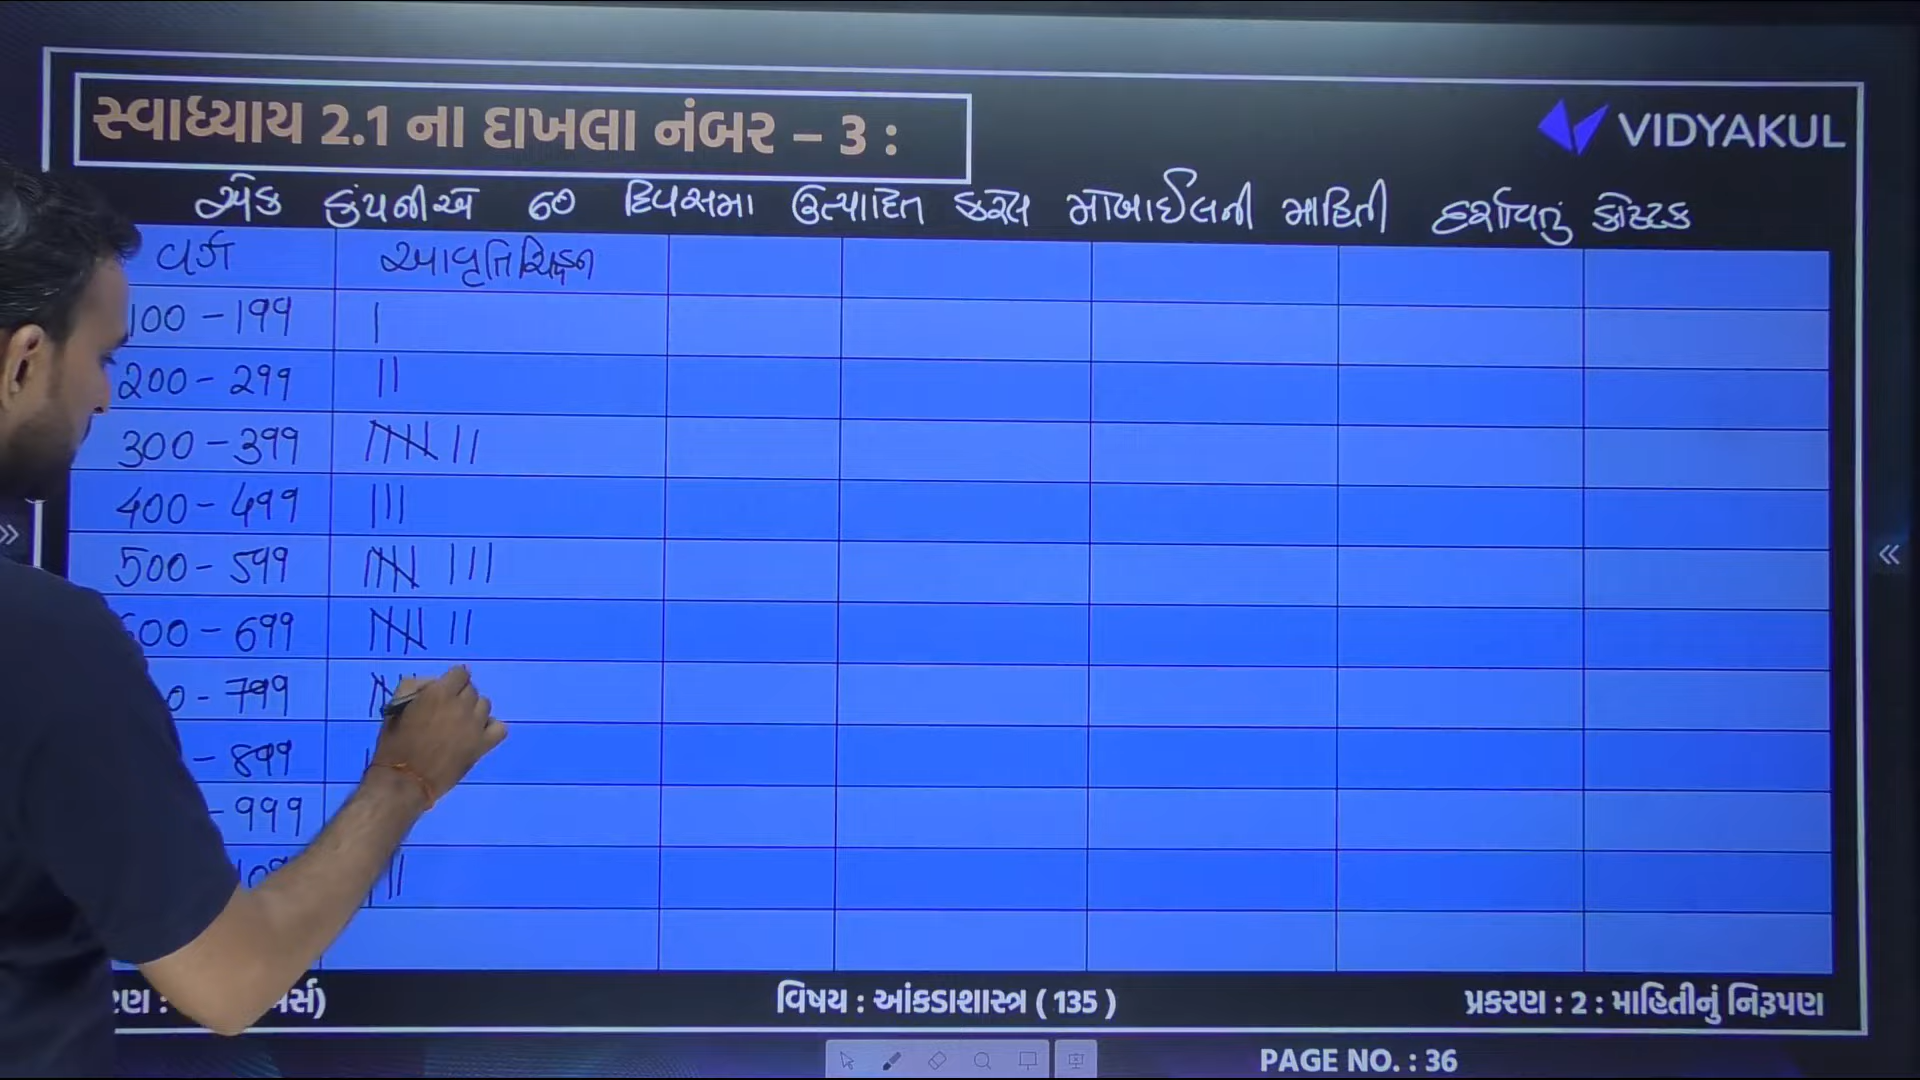 સ્વાધ્યાય 2.1 ના દાખલા નંબર – 3 :
VIDYAKUL
એક કંપનીએ 60 દિવસમા ઉત્પાદિત કરેલ મોબાઈલની માહિતી દર્શાવતું કોષ્ટક
વર્ગ આવૃત્તિ ચિહ્ન
100 - 199 |
200 - 299 ||
300 - 399 |||| ||
400 - 499 |||
500 - 599 |||| |||
600 - 699 |||| ||
0 - 799
- 899
- 999
વિષય : આંકડાશાસ્ત્ર ( 135 )
પ્રકરણ : 2 : માહિતીનું નિરૂપણ
PAGE NO. : 36